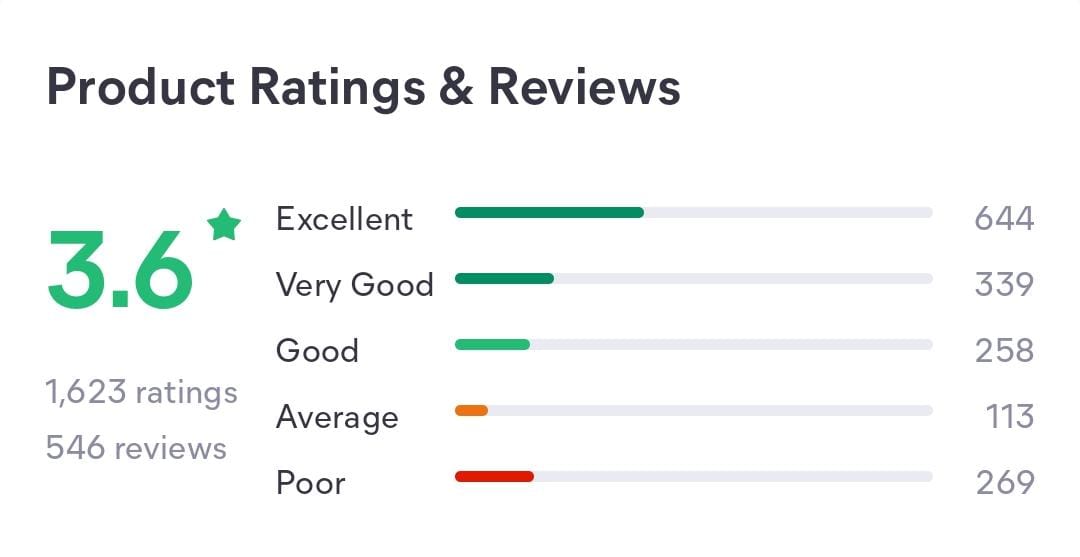 Product Ratings & Reviews
3.6
1,623 ratings
546 reviews
Excellent 644
Very Good 339
Good 258
Average 113
Poor 269